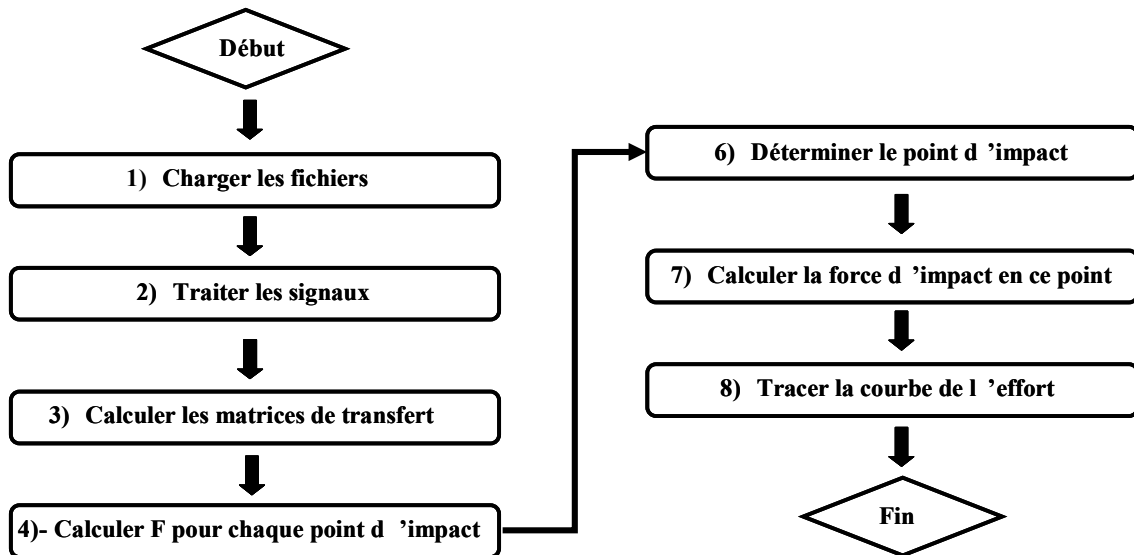 Début
1) Charger les fichiers
2) Traiter les signaux
3) Calculer les matrices de transfert
4)- Calculer F pour chaque point d ’impact
6) Déterminer le point d ’impact
7) Calculer la force d ’impact en ce point
8) Tracer la courbe de l ’effort
Fin